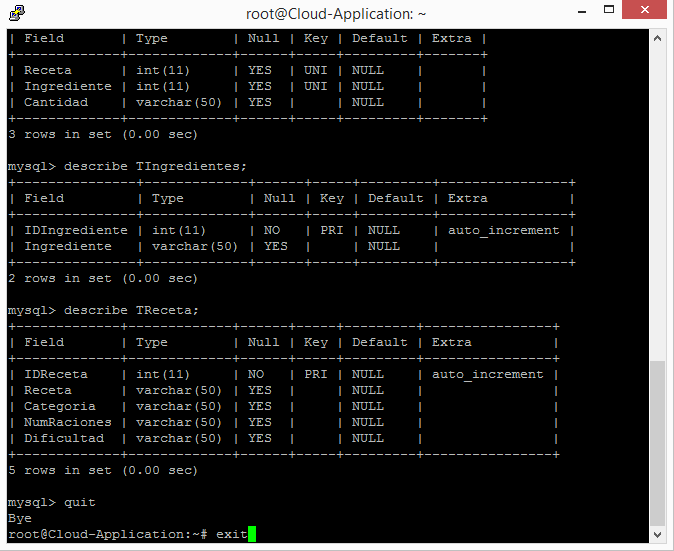 root@Cloud-Application: ~
| Field      | Type        | Null | Key | Default | Extra |
+------------+-------------+------+-----+---------+-------+
| Receta     | int(11)     | YES  | UNI | NULL    |       |
| Ingrediente | int(11)     | YES  | UNI | NULL    |       |
| Cantidad   | varchar(50) | YES  |     | NULL    |       |
+------------+-------------+------+-----+---------+-------+
3 rows in set (0.00 sec)
mysql> describe TIngredientes;
+---------------+-------------+------+-----+---------+----------------+
| Field         | Type        | Null | Key | Default | Extra          |
+---------------+-------------+------+-----+---------+----------------+
| IDIngrediente | int(11)     | NO   | PRI | NULL    | auto_increment |
| Ingrediente   | varchar(50) | YES  |     | NULL    |                |
+---------------+-------------+------+-----+---------+----------------+
2 rows in set (0.00 sec)
mysql> describe TReceta;
+------------+-------------+------+-----+---------+----------------+
| Field      | Type        | Null | Key | Default | Extra          |
+------------+-------------+------+-----+---------+----------------+
| IDReceta   | int(11)     | NO   | PRI | NULL    | auto_increment |
| Receta     | varchar(50) | YES  |     | NULL    |                |
| Categoria  | varchar(50) | YES  |     | NULL    |                |
| NumRaciones | varchar(50) | YES  |     | NULL    |                |
| Dificultad | varchar(50) | YES  |     | NULL    |                |
+------------+-------------+------+-----+---------+----------------+
5 rows in set (0.00 sec)
mysql> quit
Bye
root@Cloud-Application:~# exit